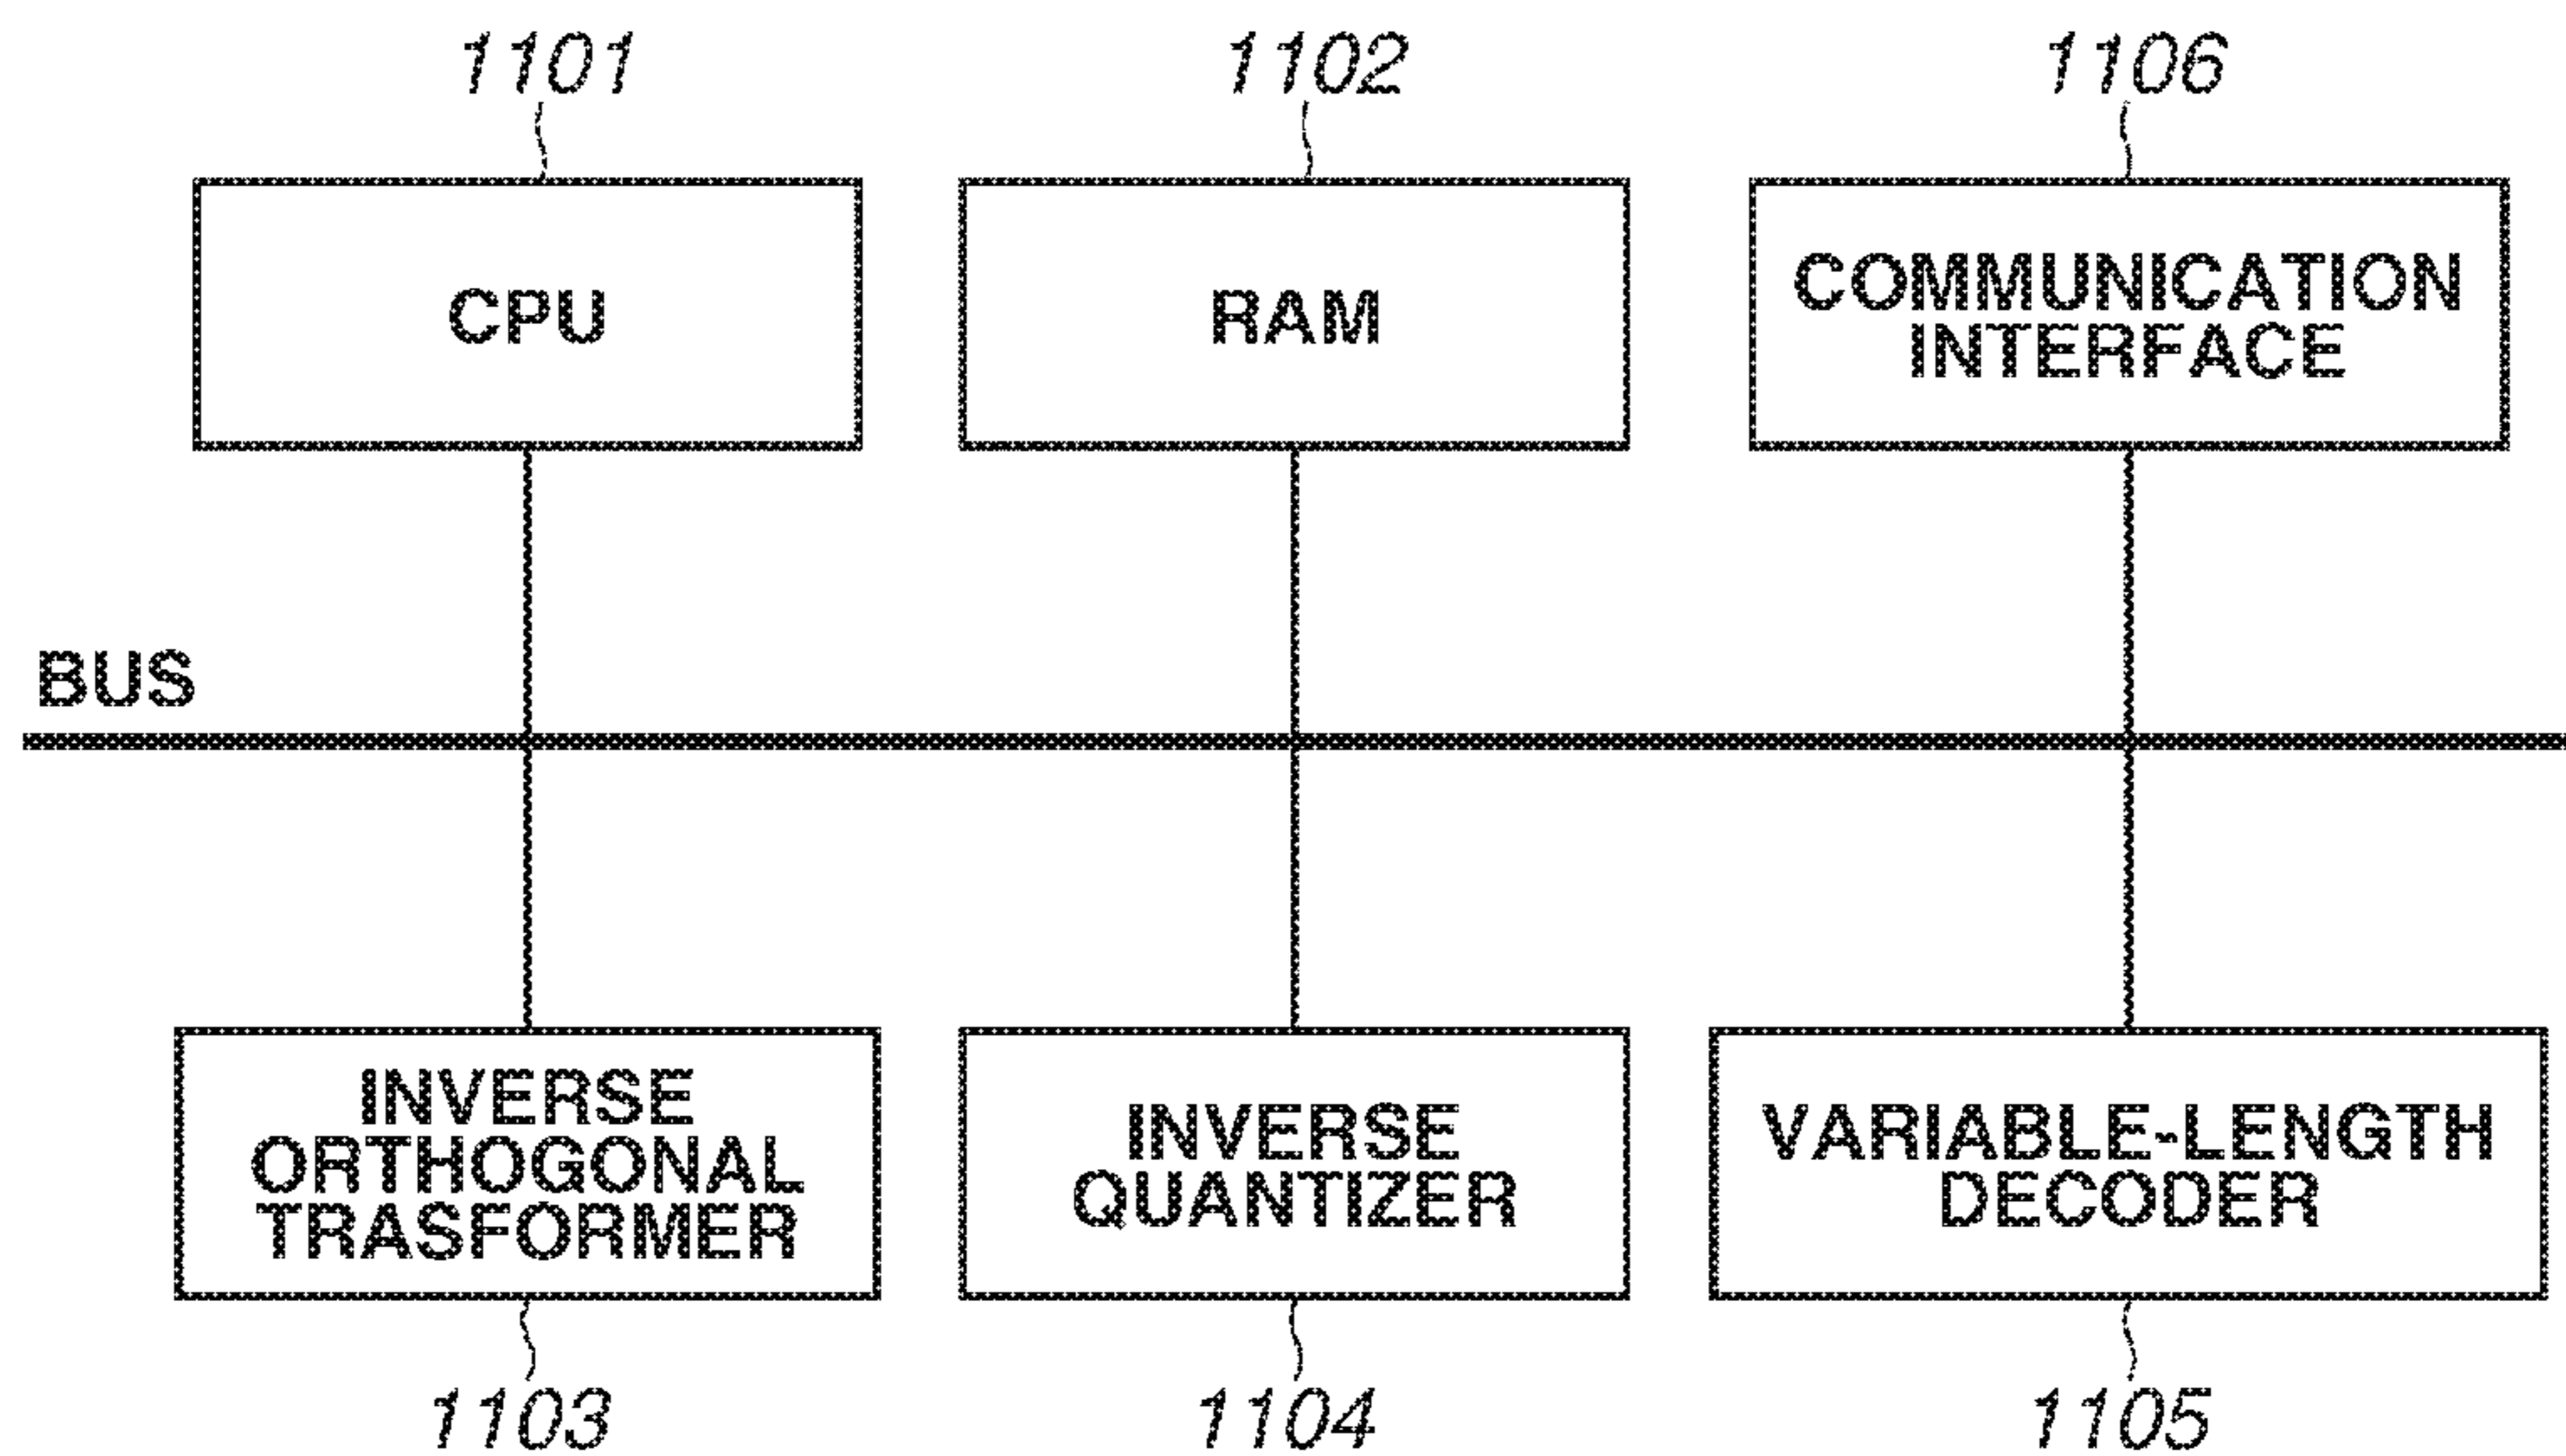 1101
1102
1106
CPU
RAM
COMMUNICATION
INTERFACE
BUS
INVERSE
ORTHOGONAL
TRASFORMER
INVERSE
QUANTIZER
VARIABLE-LENGTH
DECODER
1103
1104
1105